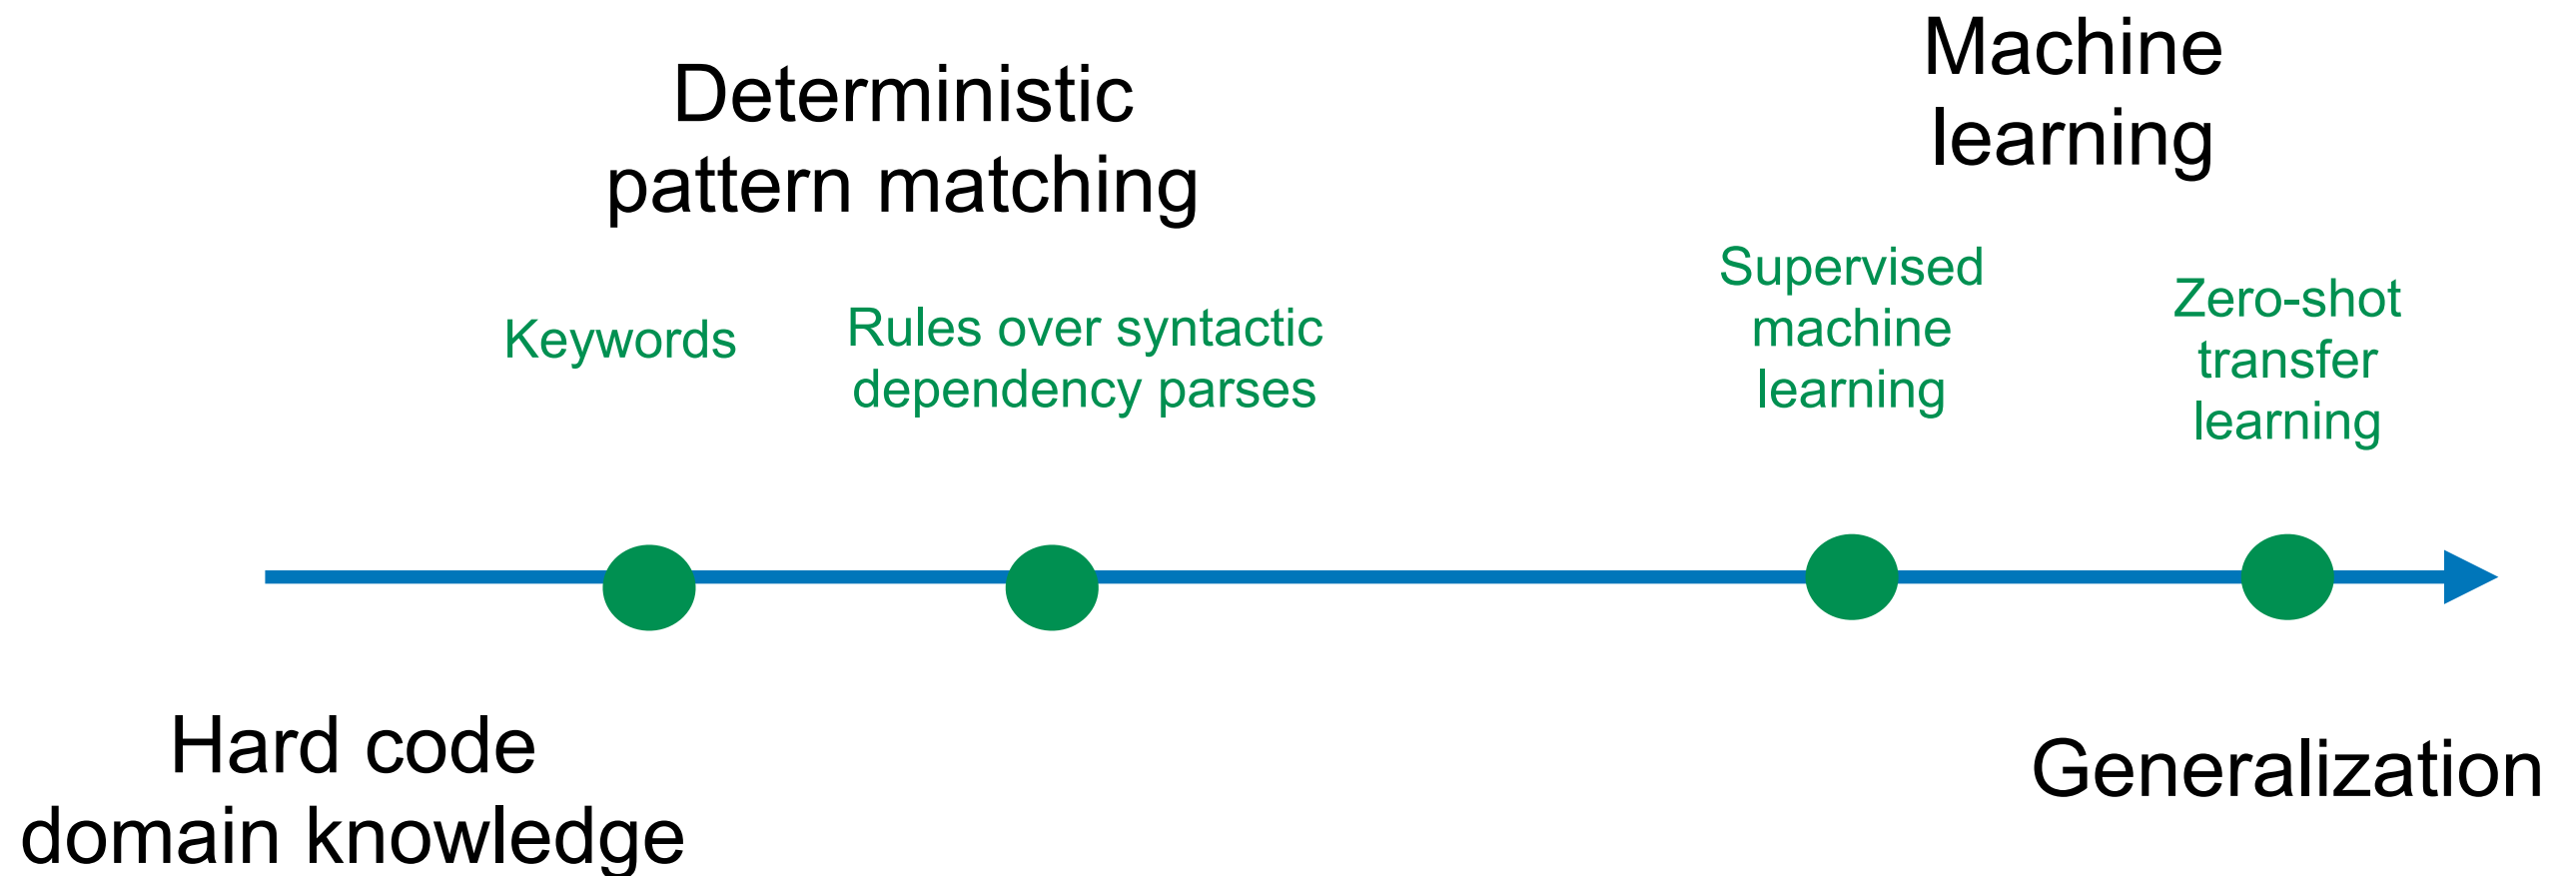 Deterministic
pattern matching
Machine
learning
Keywords
Rules over syntactic
dependency parses
Supervised
machine
learning
Zero-shot
transfer
learning
Hard code
domain knowledge
Generalization